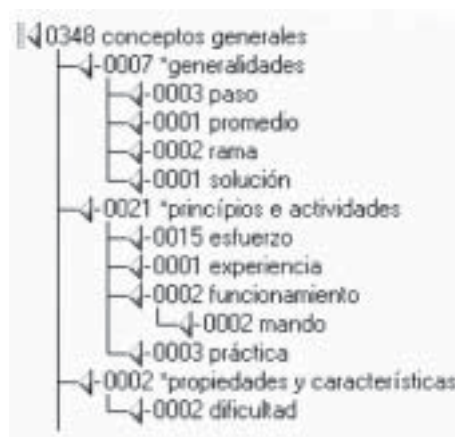 0348 conceptos generales
0007 *generalidades
0003 paso
0001 promedio
0002 rama
0001 solución
0021 *princípios e actividades
0015 esfuerzo
0001 experiencia
0002 funcionamiento
0002 mando
0003 práctica
0002 *propiedades y características
0002 dificultad